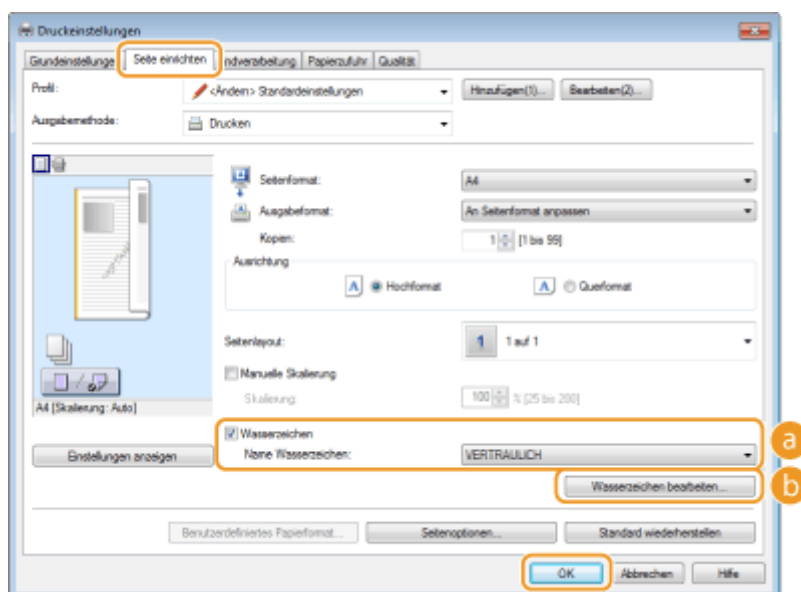 Druckeinstellungen
Grundeinstellunge Seite einrichten ndverarbeitung Papierzufuhr Qualität
Profil: <Ändern> Standardeinstellungen Hinzufügen(1)... Bearbeiten(2)...
Ausgabemethode: Drucken
Seitenformat: A4
Ausgabeformat: An Seitenformat anpassen
Kopien: 1 [1 bis 99]
Ausrichtung
A Hochformat A Querformat
Seitenlayout: 1 1 auf 1
Manuelle Skalierung
Skalierung: 100 % [25 bis 200]
A4 [Skalierung: Auto]
Wasserzeichen a
Einstellungen anzeigen Name Wasserzeichen: VERTRAULICH
Wasserzeichen bearbeiten... b
Benutzerdefiniertes Papierformat... Seitenoptionen... Standard wiederherstellen
OK Abbrechen Hilfe